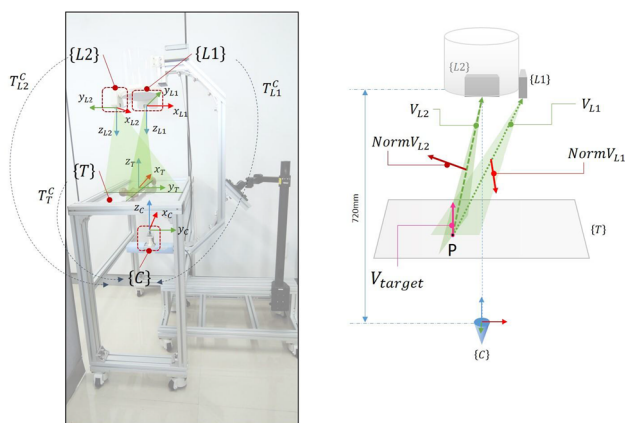 {L2}
{L1}
T^C_{L2}
T^C_{L1}
y_{L1}
y_{L2}
x_{L2}
x_{L1}
z_{L2}
z_{L1}
{T}
z_T
x_T
y_T
T^C_T
z_C
x_C
y_C
{C}
{L2}
{L1}
V_{L2}
V_{L1}
NormV_{L2}
NormV_{L1}
720mm
{T}
P
V_{target}
{C}